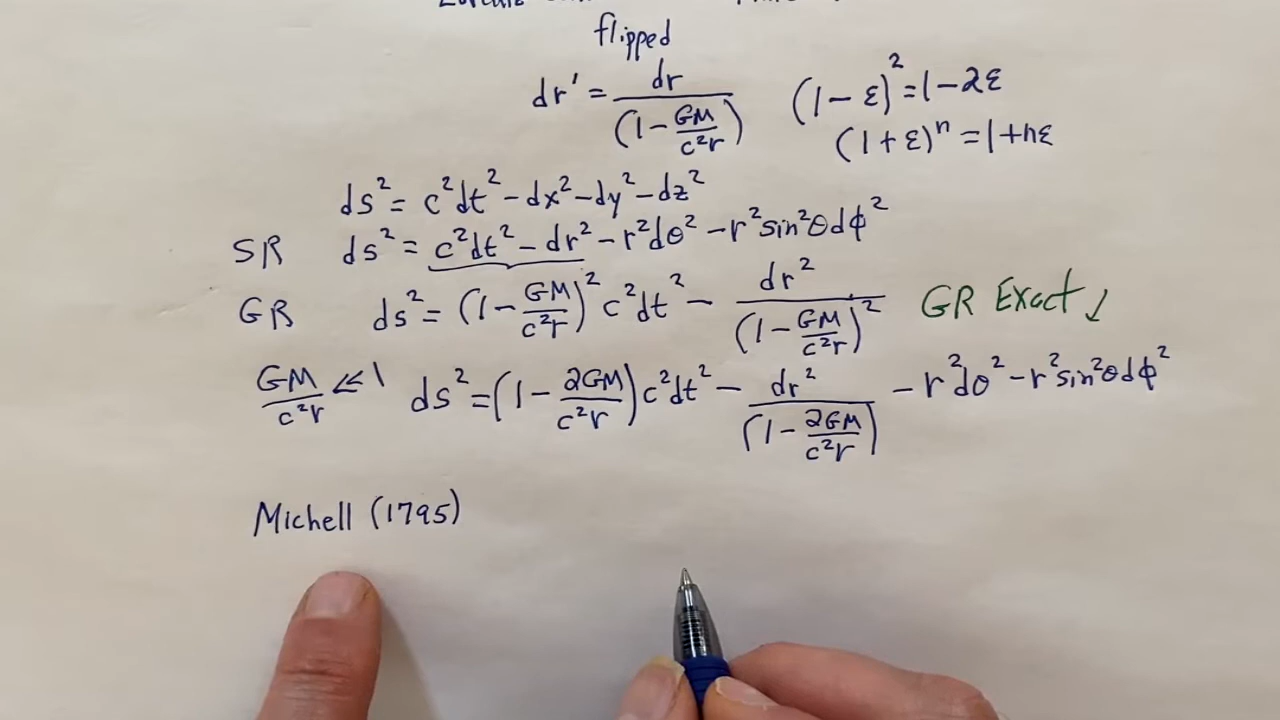 flipped
dr' = dr/(1 - GM/c²r) (1 - ε)² = 1 - 2ε
(1 + ε)ⁿ = 1 + nε
ds² = c²dt² - dx² - dy² - dz²
SR ds² = c²dt² - dr² - r²dθ² - r²sin²θdϕ²
GR ds² = (1 - GM/c²r)² c²dt² - dr²/(1 - GM/c²r)² GR Exact ↓
GM/c²r ≪ 1 ds² = (1 - 2GM/c²r) c²dt² - dr²/(1 - 2GM/c²r) - r²dθ² - r²sin²θdϕ²
Michell (1795)